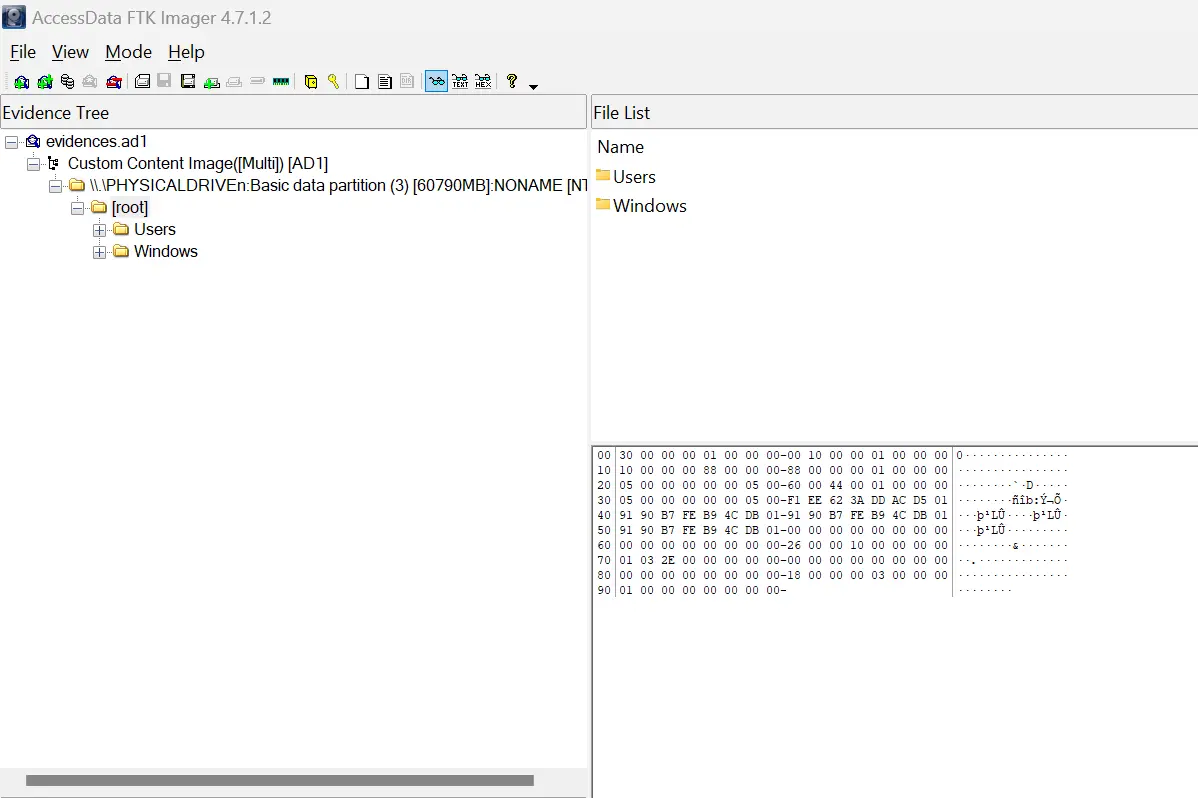 AccessData FTK Imager 4.7.1.2
File View Mode Help
TEXT HEX
Evidence Tree
evidences.ad1
Custom Content Image([Multi]) [AD1]
\\.\PHYSICALDRIVEn:Basic data partition (3) [60790MB]:NONAME [NT
[root]
Users
Windows
File List
Name
Users
Windows
00 30 00 00 00 01 00 00 00-00 10 00 00 01 00 00 00 0···············
10 10 00 00 00 88 00 00 00-88 00 00 00 01 00 00 00 ················
20 05 00 00 00 00 00 05 00-60 00 44 00 01 00 00 00 ········`·D·····
30 05 00 00 00 00 00 05 00-F1 EE 62 3A DD AC D5 01 ········ñîb:Ý¬Õ·
40 91 90 B7 FE B9 4C DB 01-91 90 B7 FE B9 4C DB 01 ···þ¹LÛ····þ¹LÛ·
50 91 90 B7 FE B9 4C DB 01-00 00 00 00 00 00 00 00 ···þ¹LÛ·········
60 00 00 00 00 00 00 00 00-26 00 00 10 00 00 00 00 ········&·······
70 01 03 2E 00 00 00 00 00-00 00 00 00 00 00 00 00 ··.·············
80 00 00 00 00 00 00 00 00-18 00 00 00 03 00 00 00 ················
90 01 00 00 00 00 00 00 00- ········